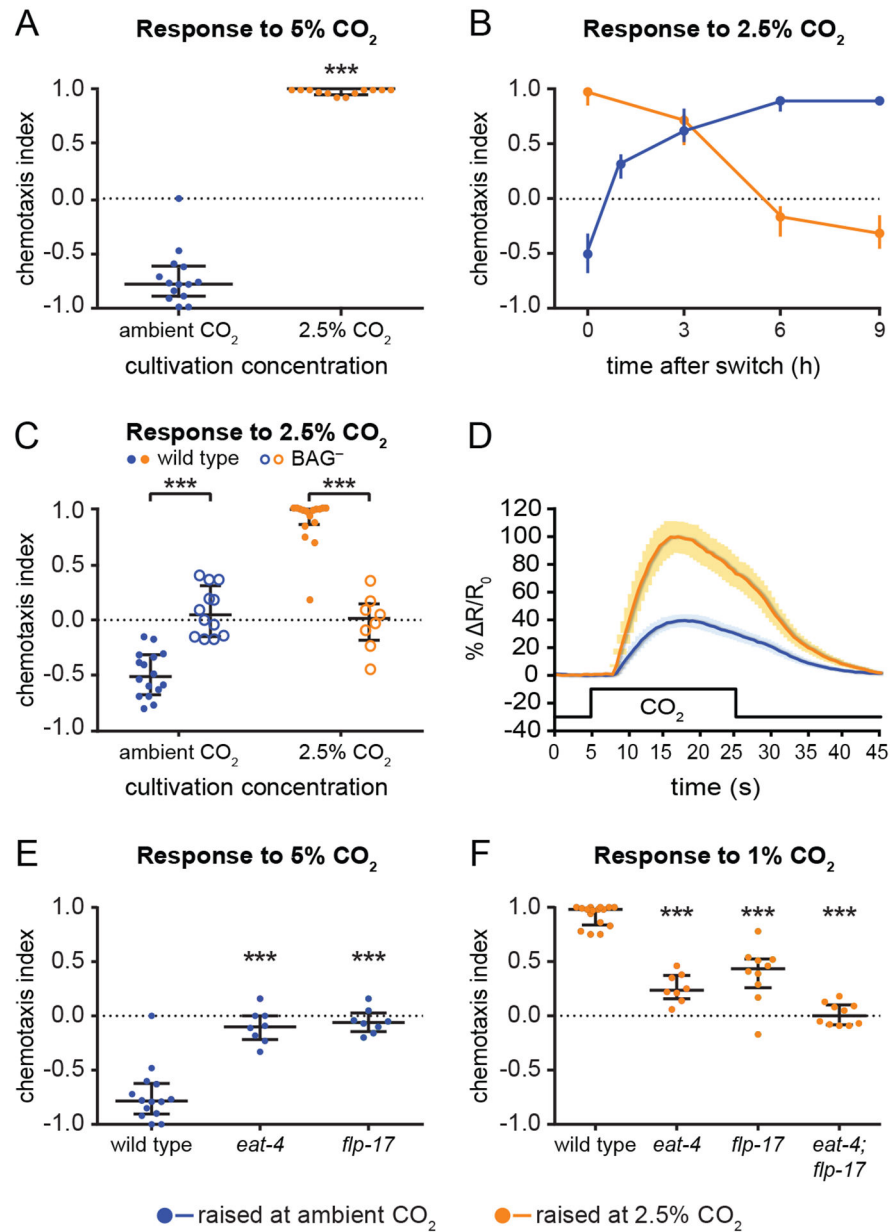 A
Response to 5% CO₂
chemotaxis index
1.0
0.5
0.0
-0.5
-1.0
***
ambient CO₂
2.5% CO₂
cultivation concentration
B
Response to 2.5% CO₂
chemotaxis index
1.0
0.5
0.0
-0.5
-1.0
0
3
6
9
time after switch (h)
C
Response to 2.5% CO₂
wild type
BAG⁻
***
***
chemotaxis index
1.0
0.5
0.0
-0.5
-1.0
ambient CO₂
2.5% CO₂
cultivation concentration
D
% ΔR/R₀
120
100
80
60
40
20
0
-20
-40
CO₂
0
5
10
15
20
25
30
35
40
45
time (s)
E
Response to 5% CO₂
chemotaxis index
1.0
0.5
0.0
-0.5
-1.0
***
***
wild type
eat-4
flp-17
F
Response to 1% CO₂
chemotaxis index
1.0
0.5
0.0
-0.5
-1.0
***
***
***
wild type
eat-4
flp-17
eat-4;
flp-17
raised at ambient CO₂
raised at 2.5% CO₂